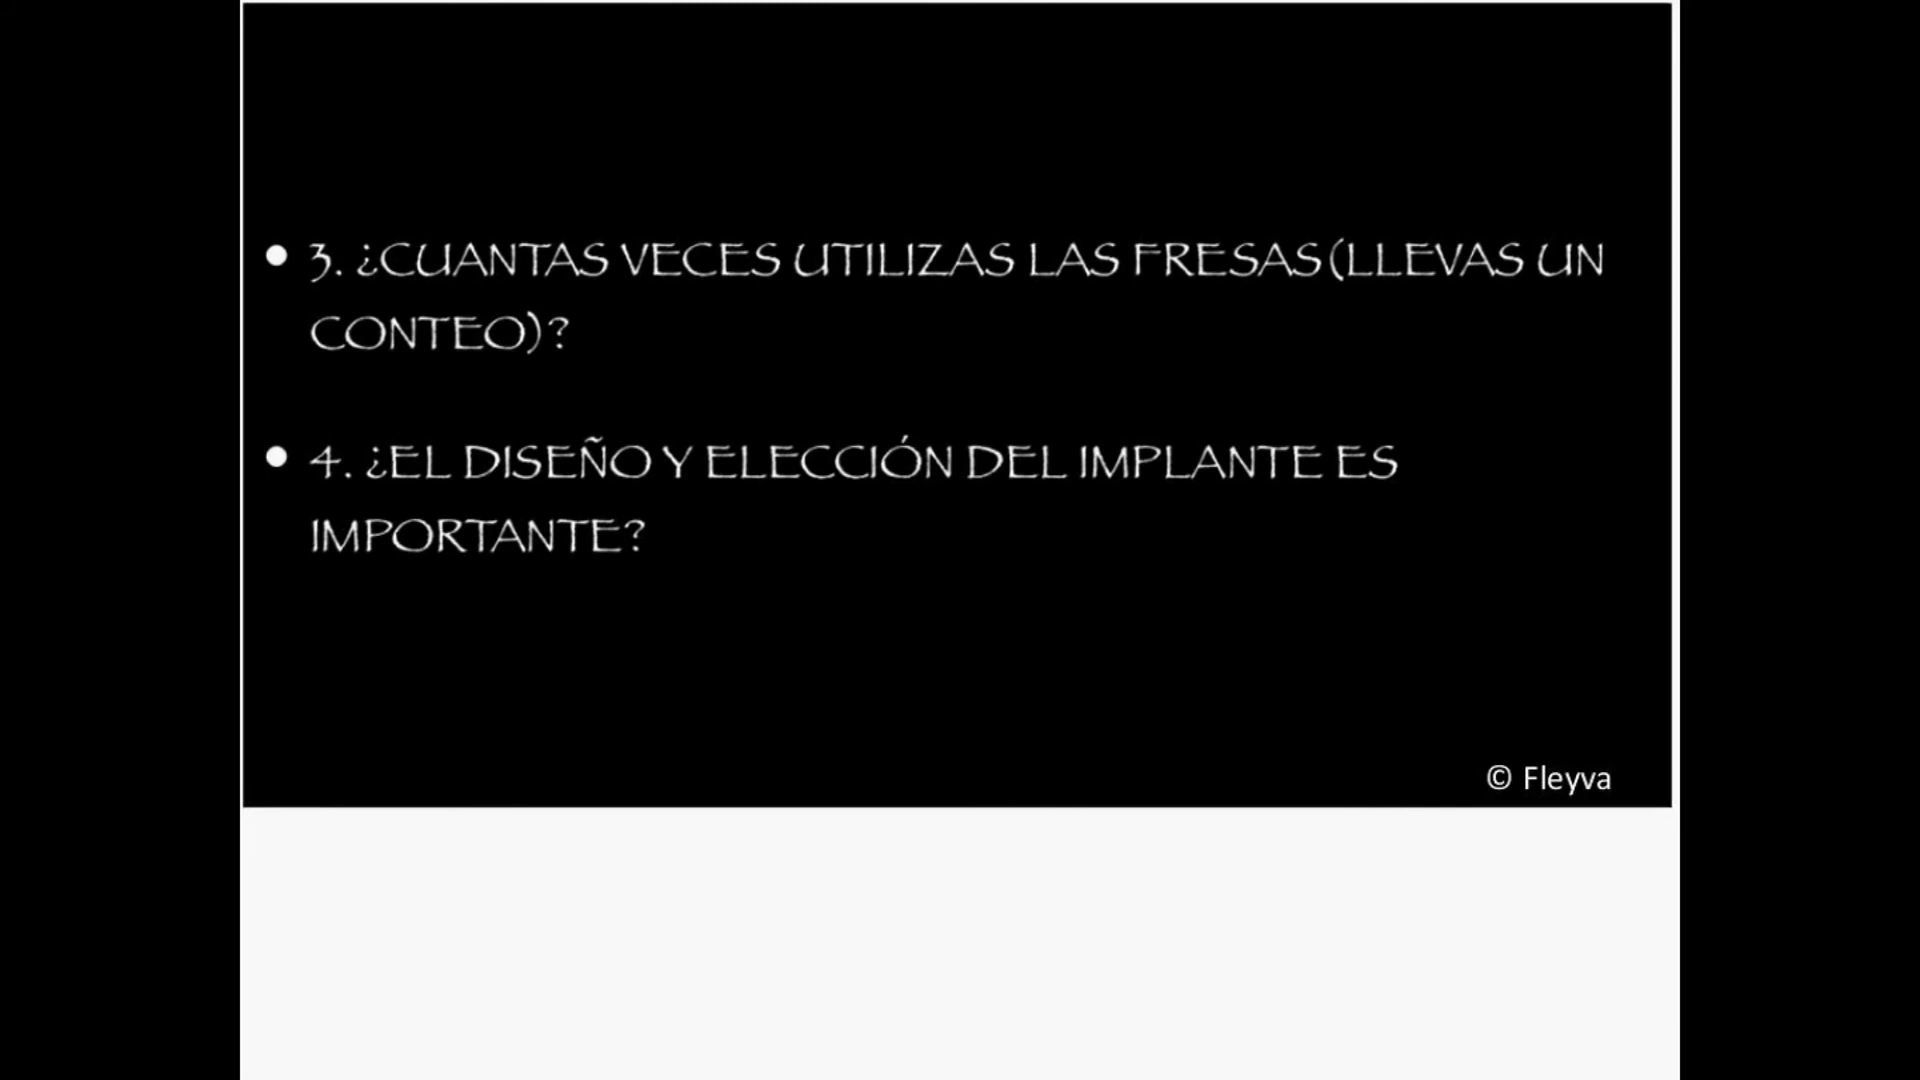 • 3. ¿CUANTAS VECES UTILIZAS LAS FRESAS(LLEVAS UN
CONTEO)?
• 4. ¿EL DISEÑO Y ELECCIÓN DEL IMPLANTE ES
IMPORTANTE?
© Fleyva